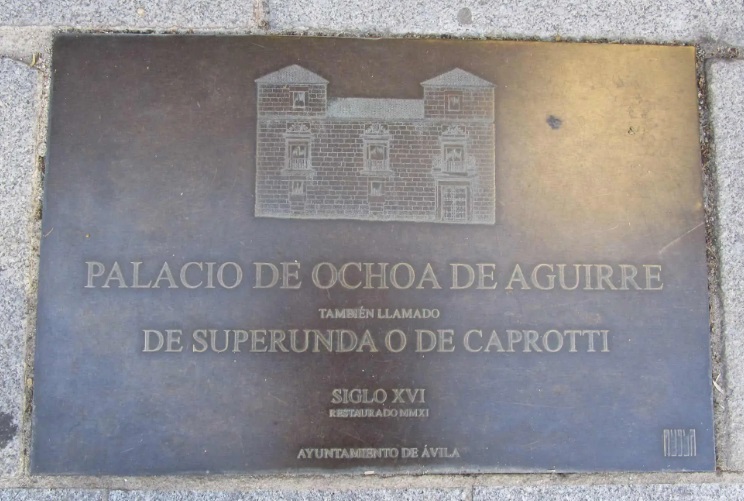 PALACIO DE OCHOA DE AGUIRRE
TAMBIÉN LLAMADO
DE SUPERUNDA O DE CAPROTTI
SIGLO XVI
RESTAURADO MMXI
AYUNTAMIENTO DE ÁVILA